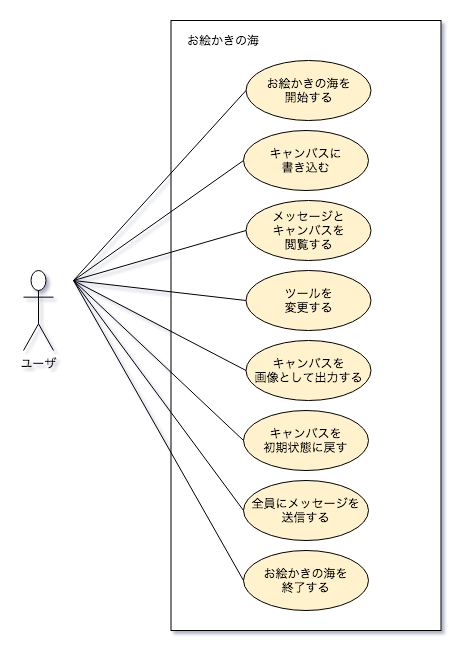 お絵かきの海
お絵かきの海を
開始する
キャンバスに
書き込む
メッセージと
キャンバスを
閲覧する
ツールを
変更する
キャンバスを
画像として出力する
キャンバスを
初期状態に戻す
全員にメッセージを
送信する
お絵かきの海を
終了する
ユーザ